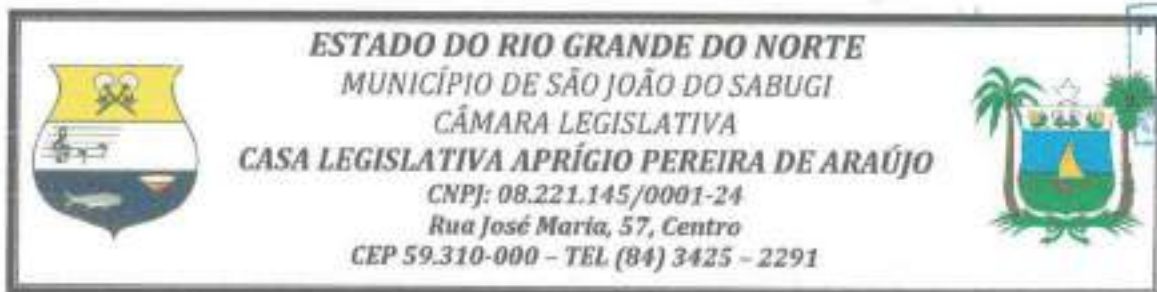 ESTADO DO RIO GRANDE DO NORTE
MUNICÍPIO DE SÃO JOÃO DO SABUGI
CÂMARA LEGISLATIVA
CASA LEGISLATIVA APRÍGIO PEREIRA DE ARAÚJO
CNPJ: 08.221.145/0001-24
Rua José Maria, 57, Centro
CEP 59.310-000 – TEL (84) 3425 – 2291